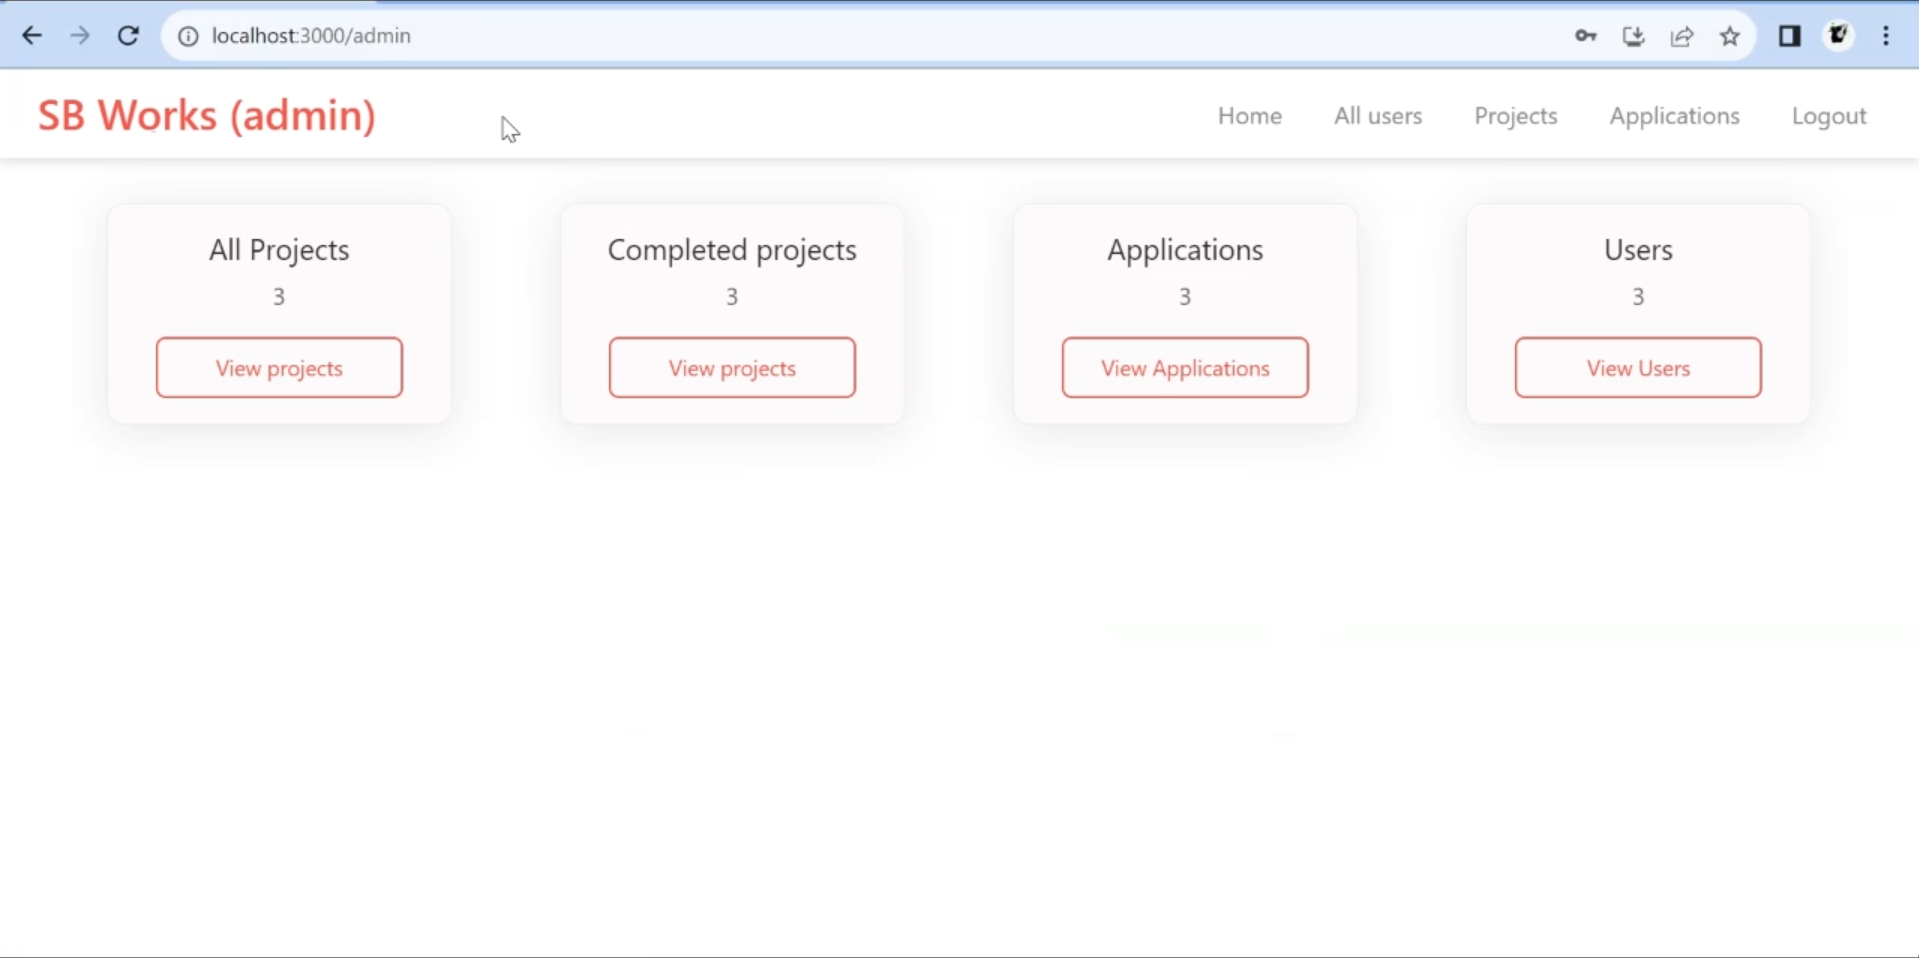 localhost:3000/admin
SB Works (admin)
Home
All users
Projects
Applications
Logout
All Projects
3
View projects
Completed projects
3
View projects
Applications
3
View Applications
Users
3
View Users